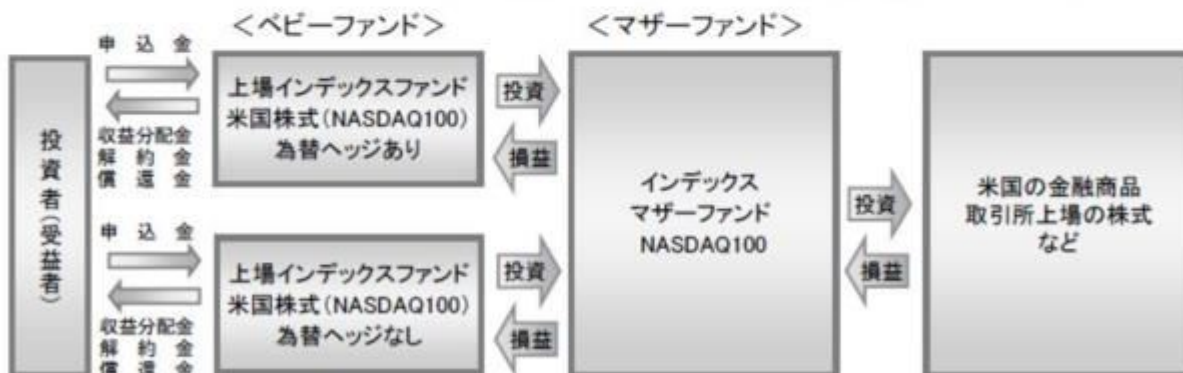 ＜ベビーファンド＞
＜マザーファンド＞
投資者(受益者)
申込金
収益分配金
解約金
償還金
上場インデックスファンド
米国株式(NASDAQ100)
為替ヘッジあり
投資
損益
申込金
収益分配金
解約金
償還金
上場インデックスファンド
米国株式(NASDAQ100)
為替ヘッジなし
投資
損益
インデックス
マザーファンド
NASDAQ100
投資
損益
米国の金融商品
取引所上場の株式
など